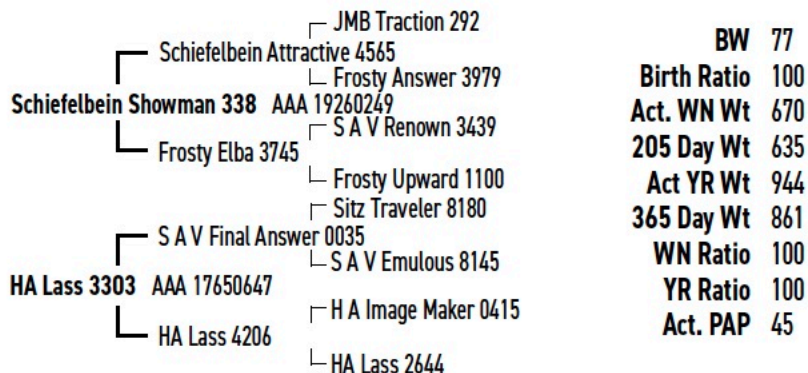 JMB Traction 292
Schiefelbein Attractive 4565
Frosty Answer 3979
Schiefelbein Showman 338 AAA 19260249
S A V Renown 3439
Frosty Elba 3745
Frosty Upward 1100
Sitz Traveler 8180
S A V Final Answer 0035
S A V Emulous 8145
HA Lass 3303 AAA 17650647
H A Image Maker 0415
HA Lass 4206
HA Lass 2644
BW 77
Birth Ratio 100
Act. WN Wt 670
205 Day Wt 635
Act YR Wt 944
365 Day Wt 861
WN Ratio 100
YR Ratio 100
Act. PAP 45